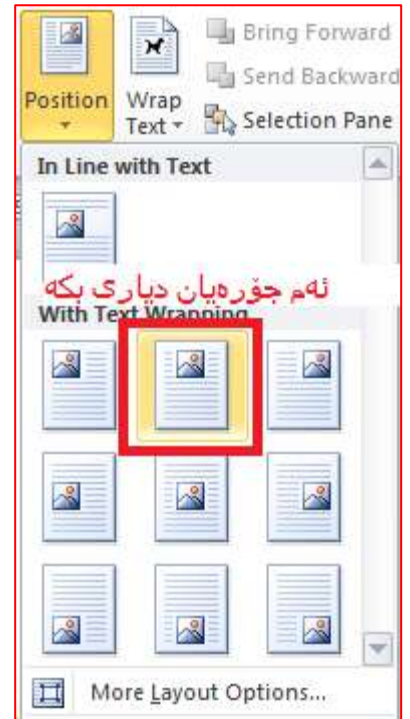 Bring Forward
Send Backward
Position Wrap Text
Selection Pane
In Line with Text
ئەم جۆرەیان دیاری بکە
With Text Wrapping
More Layout Options...